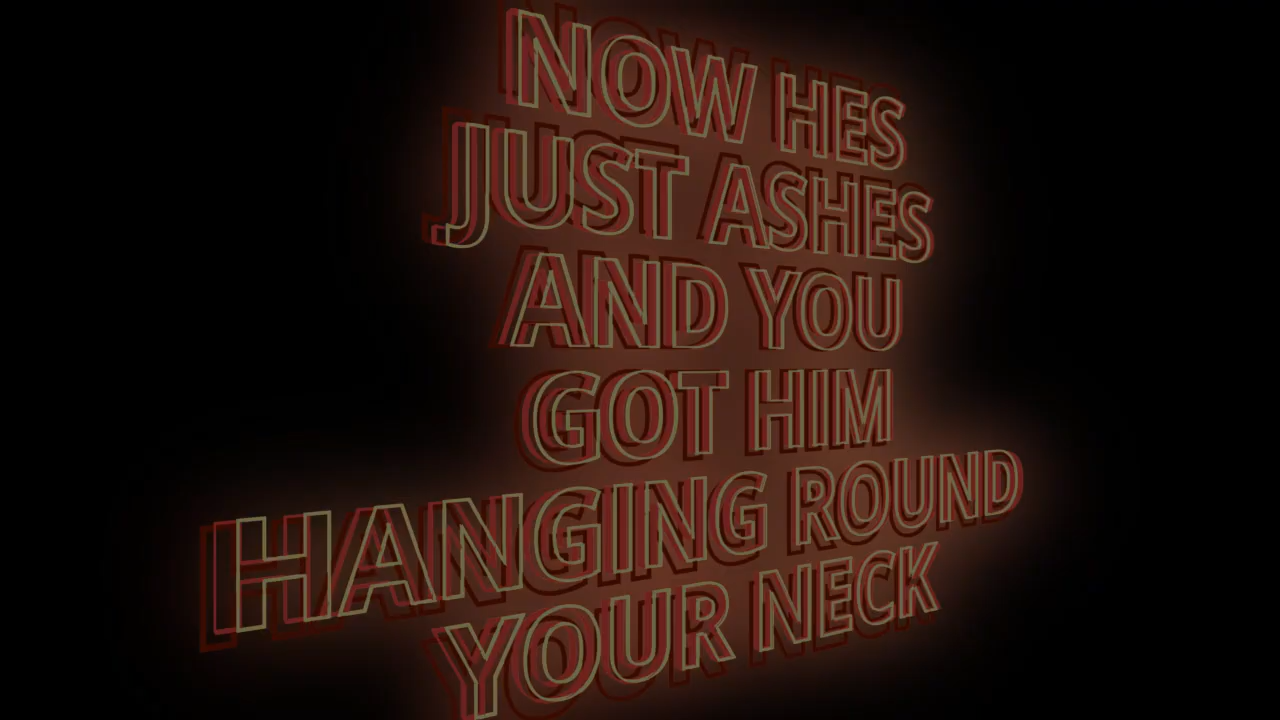 NOW HES
JUST ASHES
AND YOU
GOT HIM
HANGING ROUND
YOUR NECK